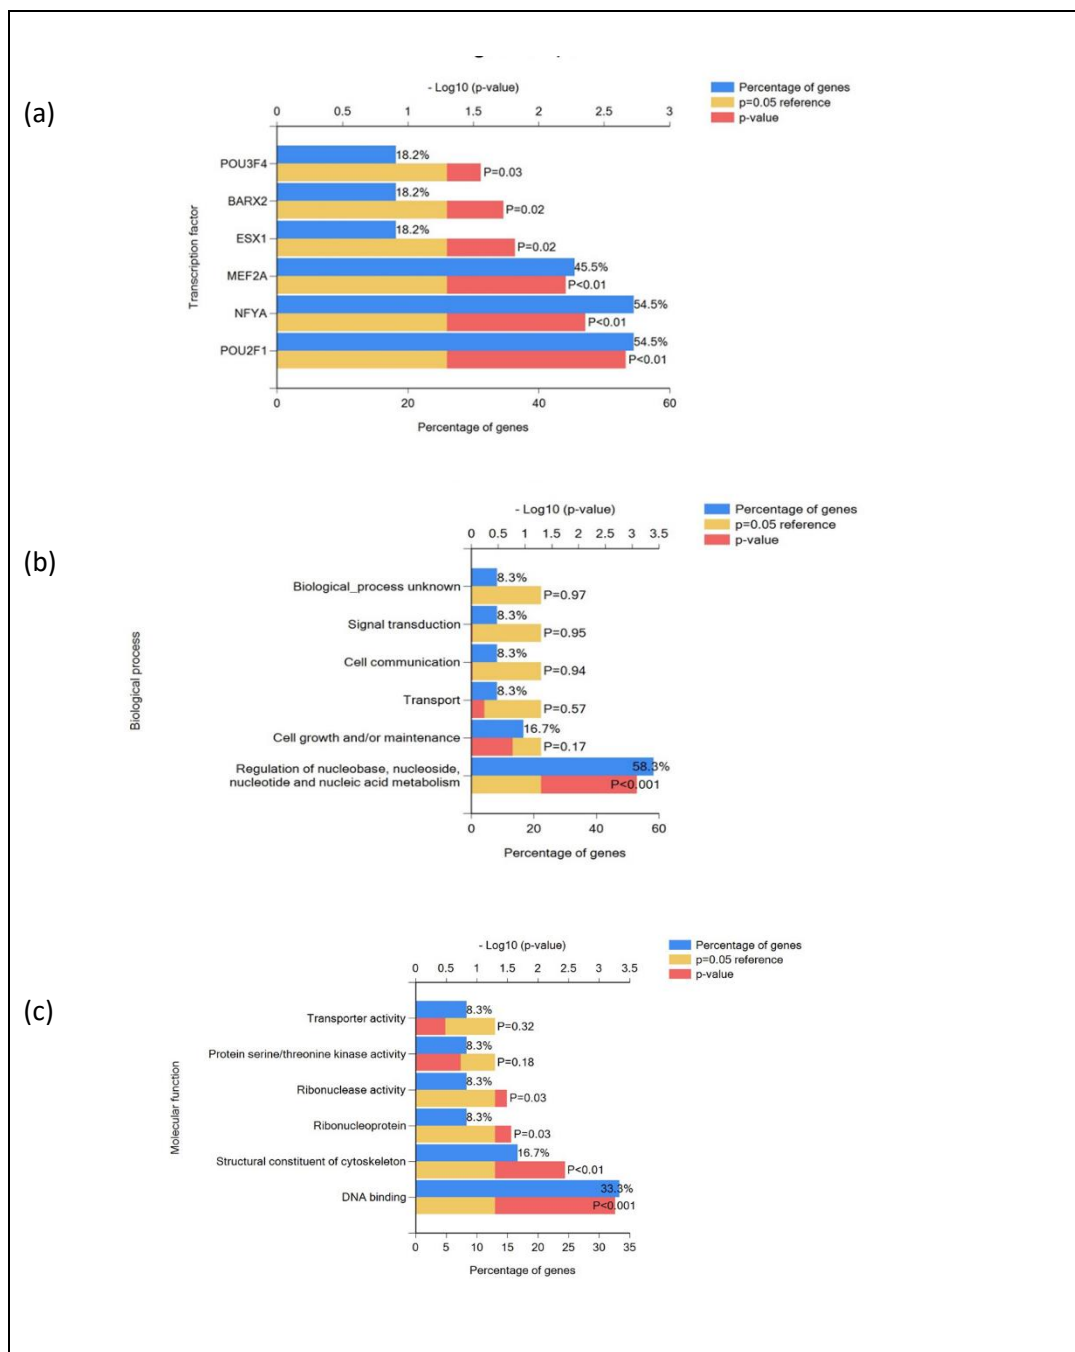 (a)
- Log10 (p-value)
0 0.5 1 1.5 2 2.5 3
Percentage of genes
p=0.05 reference
p-value
Transcription factor
POU3F4 18.2% P=0.03
BARX2 18.2% P=0.02
ESX1 18.2% P=0.02
MEF2A 45.5% P<0.01
NFYA 54.5% P<0.01
POU2F1 54.5% P<0.01
0 20 40 60
Percentage of genes
(b)
- Log10 (p-value)
0 0.5 1 1.5 2 2.5 3 3.5
Percentage of genes
p=0.05 reference
p-value
Biological process
Biological_process unknown 8.3% P=0.97
Signal transduction 8.3% P=0.95
Cell communication 8.3% P=0.94
Transport 8.3% P=0.57
Cell growth and/or maintenance 16.7% P=0.17
Regulation of nucleobase, nucleoside, 58.3%
nucleotide and nucleic acid metabolism P<0.001
0 20 40 60
Percentage of genes
(c)
- Log10 (p-value)
0 0.5 1 1.5 2 2.5 3 3.5
Percentage of genes
p=0.05 reference
p-value
Molecular function
Transporter activity 8.3% P=0.32
Protein serine/threonine kinase activity 8.3% P=0.18
Ribonuclease activity 8.3% P=0.03
Ribonucleoprotein 8.3% P=0.03
Structural constituent of cytoskeleton 16.7% P<0.01
DNA binding 33.3% P<0.001
0 5 10 15 20 25 30 35
Percentage of genes